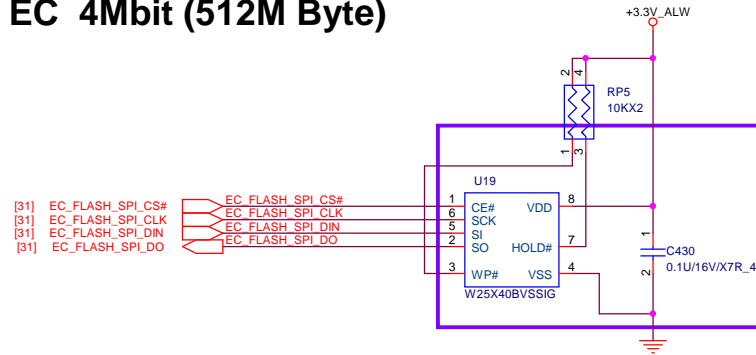 EC 4Mbit (512M Byte)
+3.3V_ALW
2
4
RP5
10KX2
1
3
U19
[31] EC_FLASH_SPI_CS#
EC_FLASH_SPI_CS#
1
CE#
VDD
8
[31] EC_FLASH_SPI_CLK
EC_FLASH_SPI_CLK
6
SCK
[31] EC_FLASH_SPI_DIN
EC_FLASH_SPI_DIN
5
SI
[31] EC_FLASH_SPI_DO
EC_FLASH_SPI_DO
2
SO
HOLD#
7
3
WP#
VSS
4
W25X40BVSSIG
1
C430
2
0.1U/16V/X7R_4